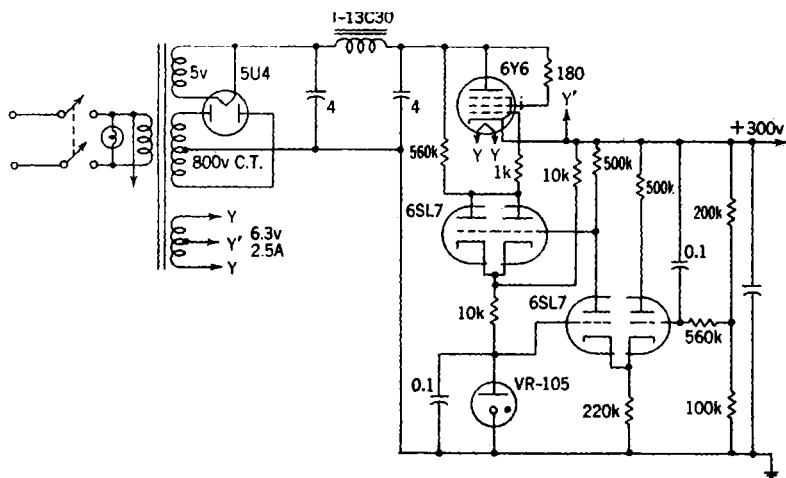 1-13C30
5v
5U4
4
4
6Y6
180
Y'
+300v
800v C.T.
560k
Y
Y
1k
10k
500k
500k
200k
Y
Y'
6.3v
2.5A
Y
6SL7
0.1
10k
6SL7
560k
0.1
VR-105
220k
100k